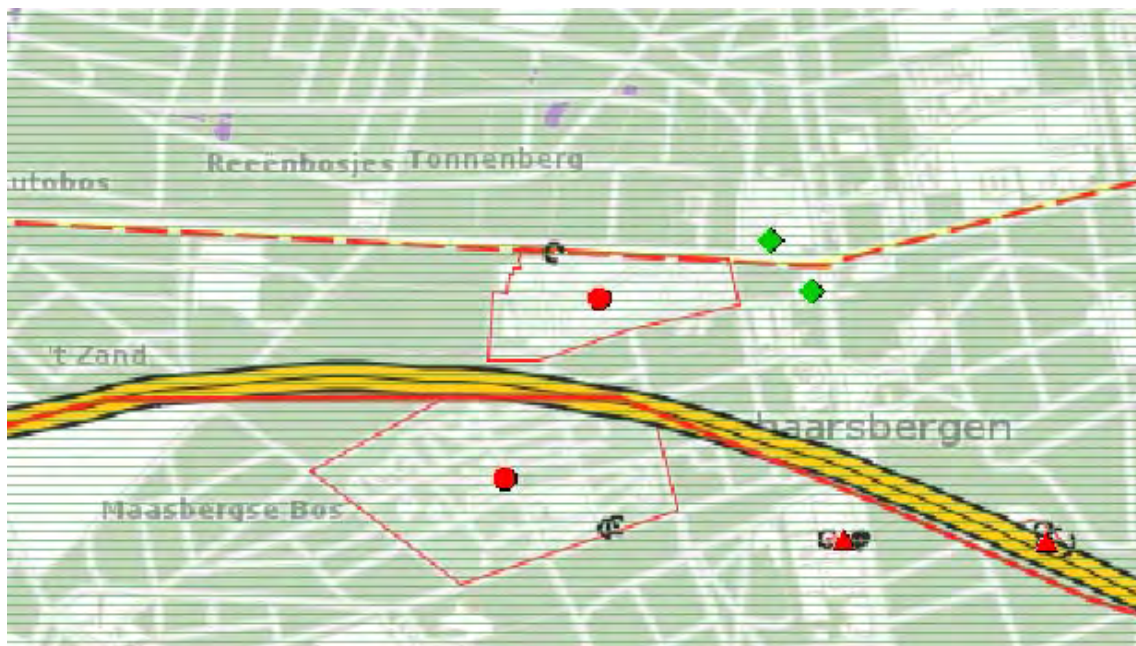 Reeënbosjes Tonnenberg
utobos
't Zand
haarsbergen
Maasbergse Bos